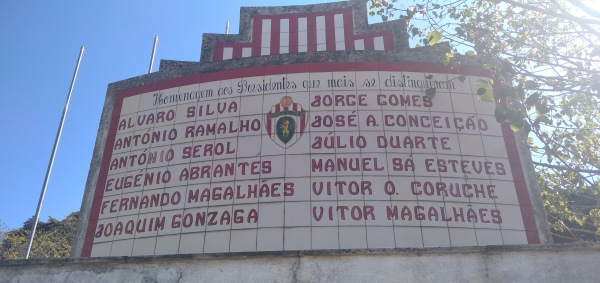 Homenagem aos Presidentes que mais se distinguiram
ALVARO SILVA
ANTÓNIO RAMALHO
ANTÓNIO SEROL
EUGÉNIO ABRANTES
FERNANDO MAGALHÃES
JOAQUIM GONZAGA
JORGE GOMES
JOSÉ A. CONCEIÇÃO
JÚLIO DUARTE
MANUEL SÁ ESTEVES
VITOR O. CORUCHE
VITOR MAGALHÃES